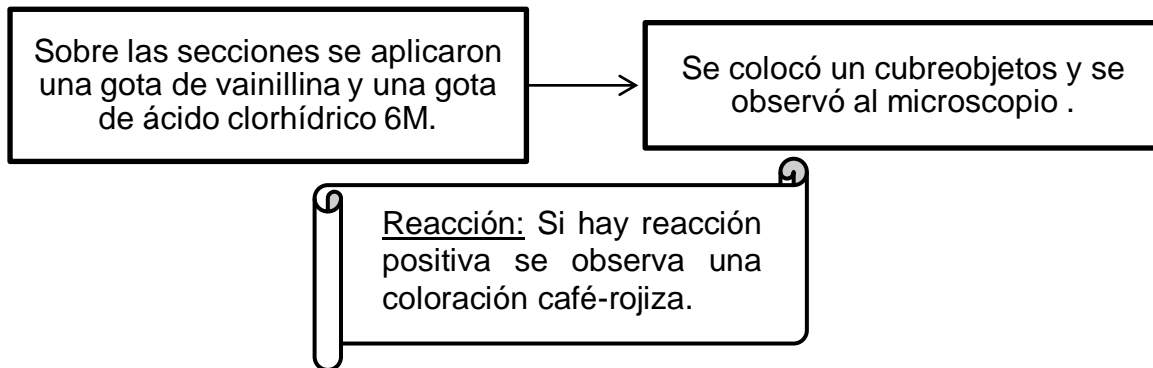 Sobre las secciones se aplicaron
una gota de vainillina y una gota
de ácido clorhídrico 6M.
Se colocó un cubreobjetos y se
observó al microscopio .
Reacción: Si hay reacción
positiva se observa una
coloración café-rojiza.